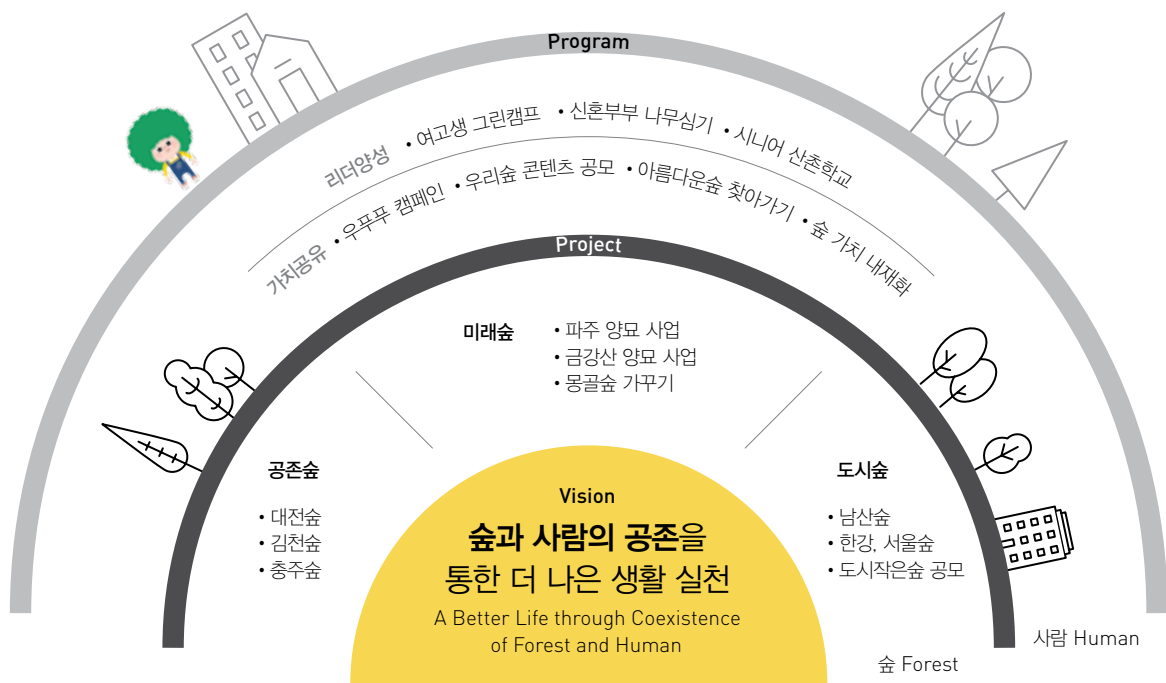 Program
리더양성 • 여고생 그린캠프 • 신혼부부 나무심기 • 시니어 산촌학교
가치공유 • 우푸푸 캠페인 • 우리숲 콘텐츠 공모 • 아름다운숲 찾아가기 • 숲 가치 내재화
Project
미래숲
• 파주 양묘 사업
• 금강산 양묘 사업
• 몽골숲 가꾸기
공존숲
• 대전숲
• 김천숲
• 충주숲
도시숲
• 남산숲
• 한강, 서울숲
• 도시작은숲 공모
Vision
숲과 사람의 공존을
통한 더 나은 생활 실천
A Better Life through Coexistence
of Forest and Human
사람 Human
숲 Forest